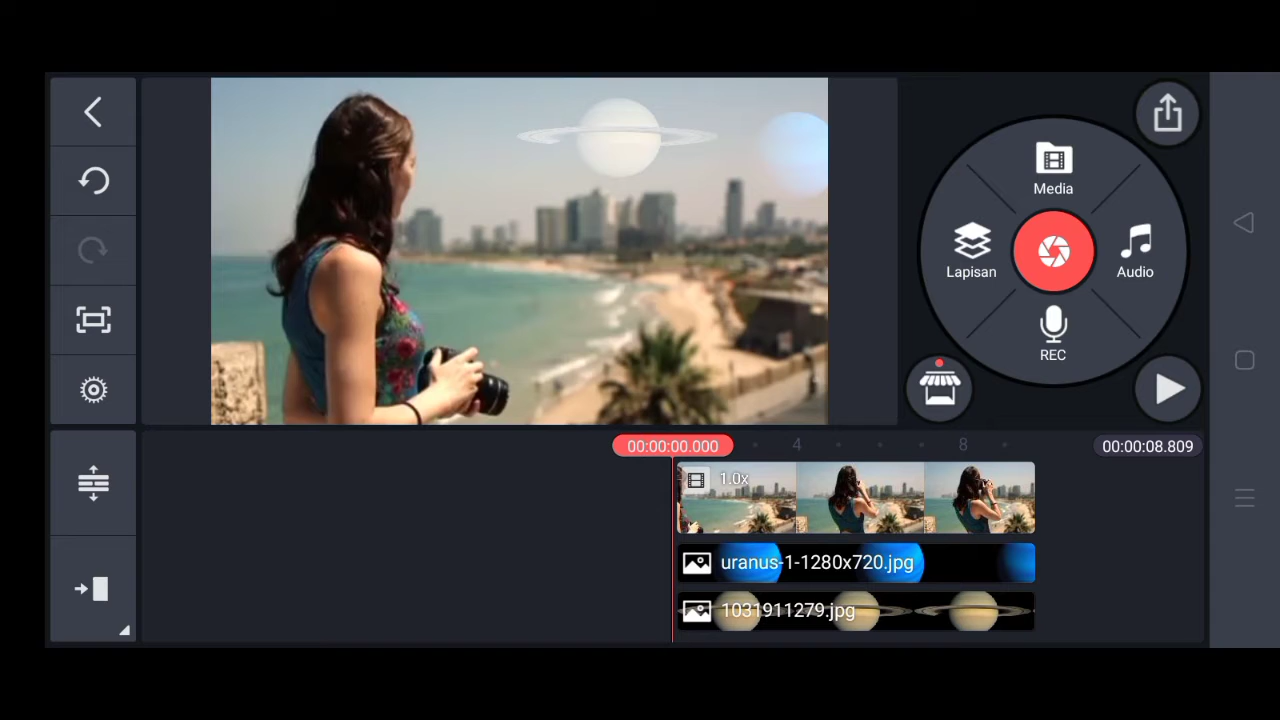 Media
Lapisan
Audio
REC
00:00:00.000
4
8
00:00:08.809
1.0x
uranus-1-1280x720.jpg
1031911279.jpg